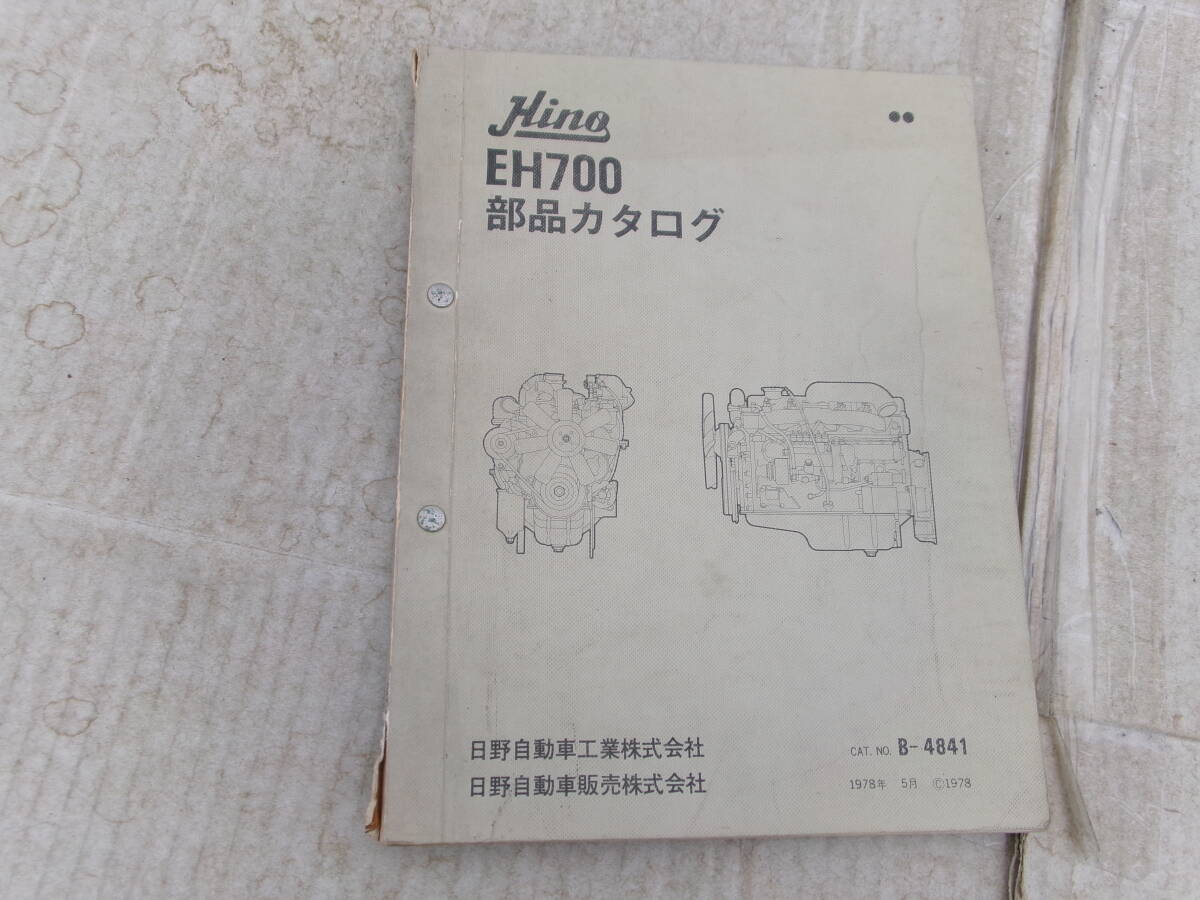 Hino
EH700
部品カタログ
日野自動車工業株式会社
日野自動車販売株式会社
CAT. NO. B-4841
1978年 5月 ©1978